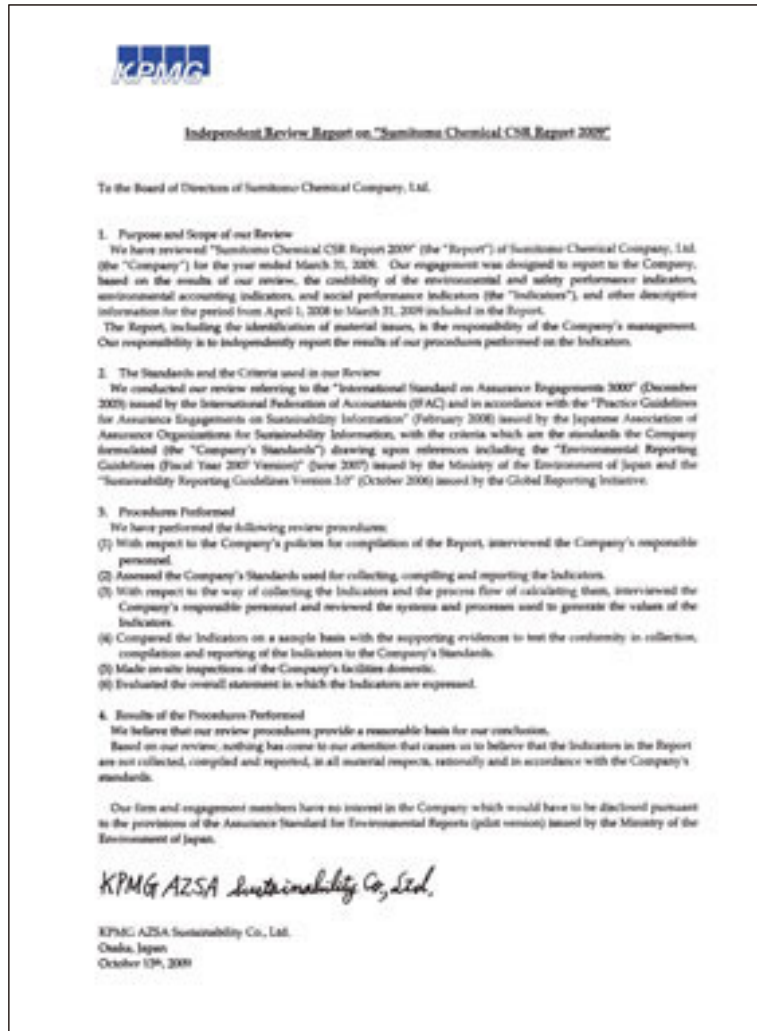 KPMG
Independent Review Report on "Sumitomo Chemical CSR Report 2009"
To the Board of Directors of Sumitomo Chemical Company, Ltd.
1. Purpose and Scope of our Review
We have reviewed "Sumitomo Chemical CSR Report 2009" (the "Report") of Sumitomo Chemical Company, Ltd.
(the "Company") for the year ended March 31, 2009. Our engagement was designed to report to the Company,
based on the results of our review, the credibility of the environmental and safety performance indicators,
environmental accounting indicators, and social performance indicators (the "Indicators"), and other descriptive
information for the period from April 1, 2008 to March 31, 2009 included in the Report.
The Report, including the identification of material issues, is the responsibility of the Company's management.
Our responsibility is to independently report the results of our procedures performed on the Indicators.
2. The Standards and the Criteria used in our Review
We conducted our review referring to the "International Standard on Assurance Engagements 3000" (December
2003) issued by the International Federation of Accountants (IFAC) and in accordance with the "Practice Guidelines
for Assurance Engagements on Sustainability Information" (February 2008) issued by the Japanese Association of
Assurance Organizations for Sustainability Information, with the criteria which are the standards the Company
formulated (the "Company's Standards") drawing upon references including the "Environmental Reporting
Guidelines (Fiscal Year 2007 Version)" (June 2007) issued by the Ministry of the Environment of Japan and the
"Sustainability Reporting Guidelines Version 3.0" (October 2006) issued by the Global Reporting Initiative.
3. Procedures Performed
We have performed the following review procedures:
(1) With respect to the Company's policies for compilation of the Report, interviewed the Company's responsible
personnel.
(2) Assessed the Company's Standards used for collecting, compiling and reporting the Indicators.
(3) With respect to the way of collecting the Indicators and the process flow of calculating them, interviewed the
Company's responsible personnel and reviewed the systems and processes used to generate the values of the
Indicators.
(4) Compared the Indicators on a sample basis with the supporting evidences to test the conformity in collection,
compilation and reporting of the Indicators to the Company's Standards.
(5) Made on-site inspections of the Company's facilities domestic.
(6) Evaluated the overall statement in which the Indicators are expressed.
4. Results of the Procedures Performed
We believe that our review procedures provide a reasonable basis for our conclusion.
Based on our review, nothing has come to our attention that causes us to believe that the Indicators in the Report
are not collected, compiled and reported, in all material respects, rationally and in accordance with the Company's
standards.
Our firm and engagement members have no interest in the Company which would have to be disclosed pursuant
to the provisions of the Assurance Standard for Environmental Reports (pilot version) issued by the Ministry of the
Environment of Japan.
KPMG AZSA Sustainability Co., Ltd.
KPMG AZSA Sustainability Co., Ltd.
Osaka, Japan
October 13th, 2009